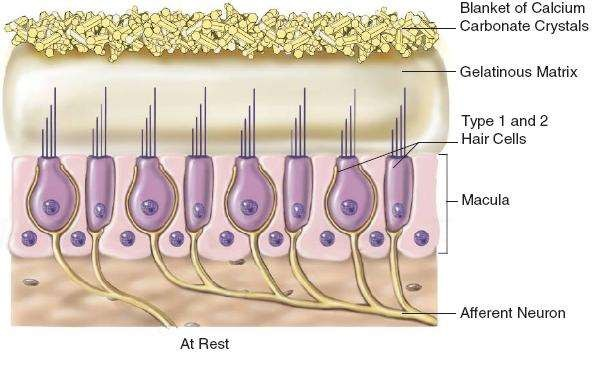 Blanket of Calcium
Carbonate Crystals
Gelatinous Matrix
Type 1 and 2
Hair Cells
Macula
Afferent Neuron
At Rest